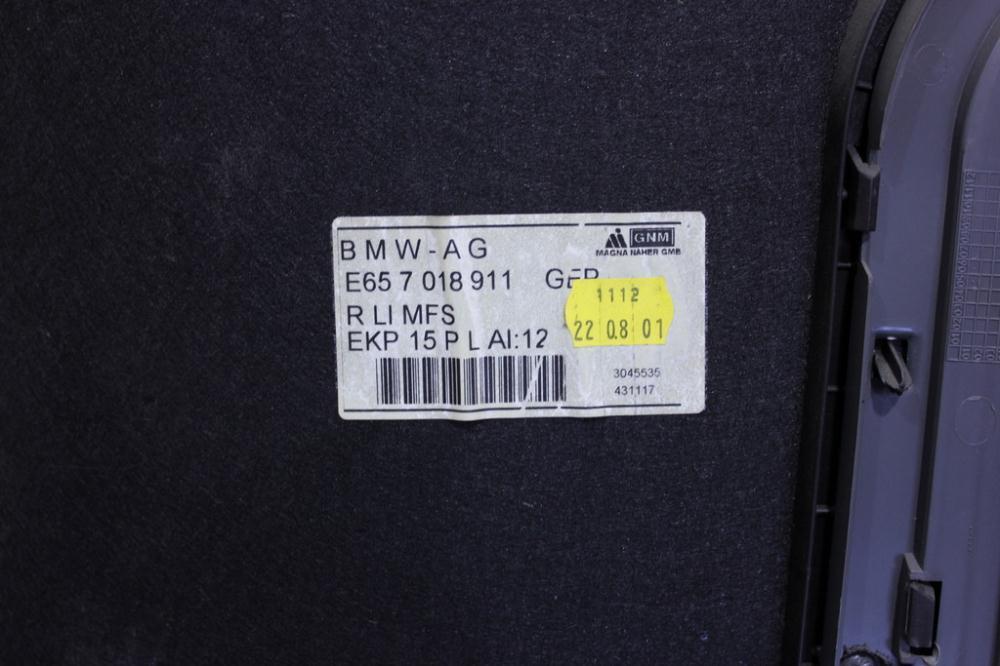 BMW-AG
GNM
MAGNA NAHER GMB
E65 7 018 911 GER
1112
R LI MFS
22 08 01
EKP 15 P L AI:12
3045535
431117